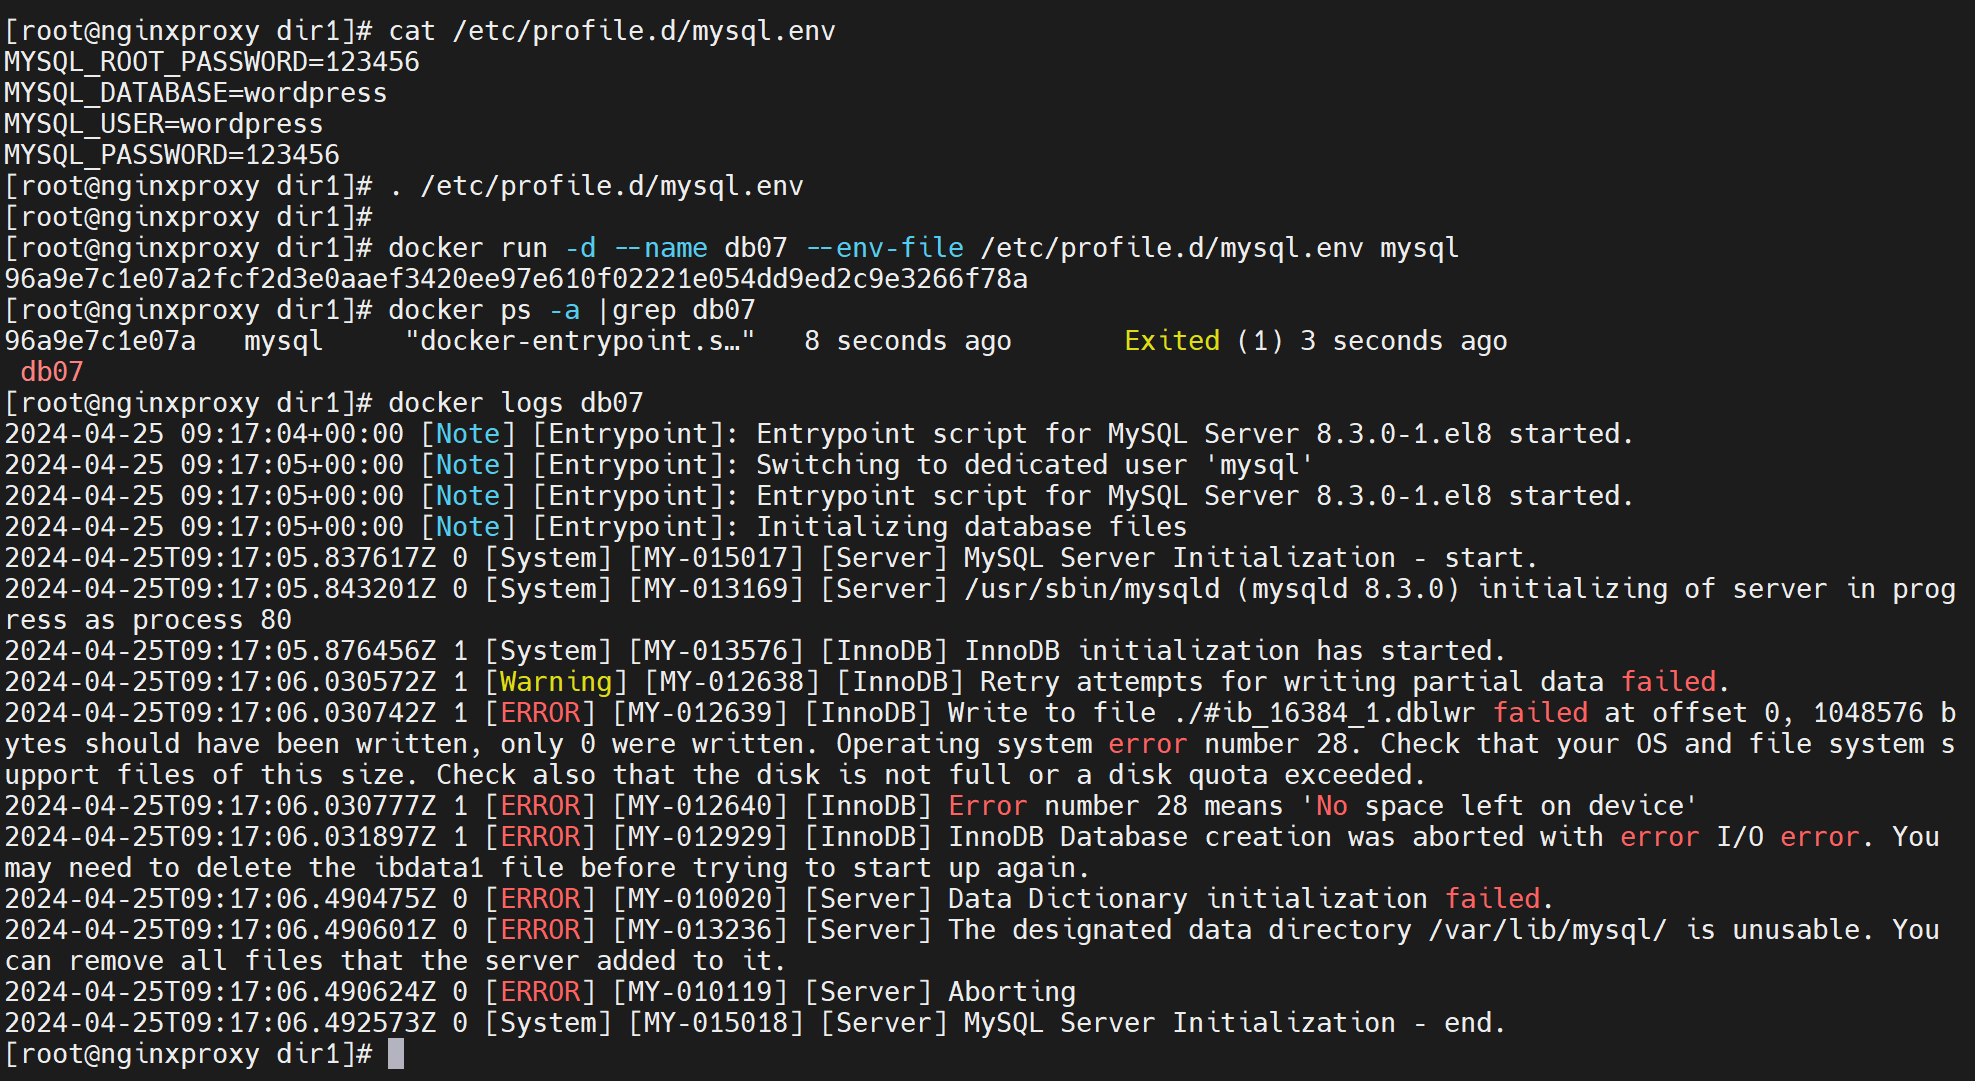 [root@nginxproxy dir1]# cat /etc/profile.d/mysql.env
MYSQL_ROOT_PASSWORD=123456
MYSQL_DATABASE=wordpress
MYSQL_USER=wordpress
MYSQL_PASSWORD=123456
[root@nginxproxy dir1]# . /etc/profile.d/mysql.env
[root@nginxproxy dir1]#
[root@nginxproxy dir1]# docker run -d --name db07 --env-file /etc/profile.d/mysql.env mysql
96a9e7c1e07a2fcf2d3e0aaef3420ee97e610f02221e054dd9ed2c9e3266f78a
[root@nginxproxy dir1]# docker ps -a |grep db07
96a9e7c1e07a   mysql     "docker-entrypoint.s…"   8 seconds ago       Exited (1) 3 seconds ago
 db07
[root@nginxproxy dir1]# docker logs db07
2024-04-25 09:17:04+00:00 [Note] [Entrypoint]: Entrypoint script for MySQL Server 8.3.0-1.el8 started.
2024-04-25 09:17:05+00:00 [Note] [Entrypoint]: Switching to dedicated user 'mysql'
2024-04-25 09:17:05+00:00 [Note] [Entrypoint]: Entrypoint script for MySQL Server 8.3.0-1.el8 started.
2024-04-25 09:17:05+00:00 [Note] [Entrypoint]: Initializing database files
2024-04-25T09:17:05.837617Z 0 [System] [MY-015017] [Server] MySQL Server Initialization - start.
2024-04-25T09:17:05.843201Z 0 [System] [MY-013169] [Server] /usr/sbin/mysqld (mysqld 8.3.0) initializing of server in prog
ress as process 80
2024-04-25T09:17:05.876456Z 1 [System] [MY-013576] [InnoDB] InnoDB initialization has started.
2024-04-25T09:17:06.030572Z 1 [Warning] [MY-012638] [InnoDB] Retry attempts for writing partial data failed.
2024-04-25T09:17:06.030742Z 1 [ERROR] [MY-012639] [InnoDB] Write to file ./#ib_16384_1.dblwr failed at offset 0, 1048576 b
ytes should have been written, only 0 were written. Operating system error number 28. Check that your OS and file system s
upport files of this size. Check also that the disk is not full or a disk quota exceeded.
2024-04-25T09:17:06.030777Z 1 [ERROR] [MY-012640] [InnoDB] Error number 28 means 'No space left on device'
2024-04-25T09:17:06.031897Z 1 [ERROR] [MY-012929] [InnoDB] InnoDB Database creation was aborted with error I/O error. You
may need to delete the ibdata1 file before trying to start up again.
2024-04-25T09:17:06.490475Z 0 [ERROR] [MY-010020] [Server] Data Dictionary initialization failed.
2024-04-25T09:17:06.490601Z 0 [ERROR] [MY-013236] [Server] The designated data directory /var/lib/mysql/ is unusable. You
can remove all files that the server added to it.
2024-04-25T09:17:06.490624Z 0 [ERROR] [MY-010119] [Server] Aborting
2024-04-25T09:17:06.492573Z 0 [System] [MY-015018] [Server] MySQL Server Initialization - end.
[root@nginxproxy dir1]#